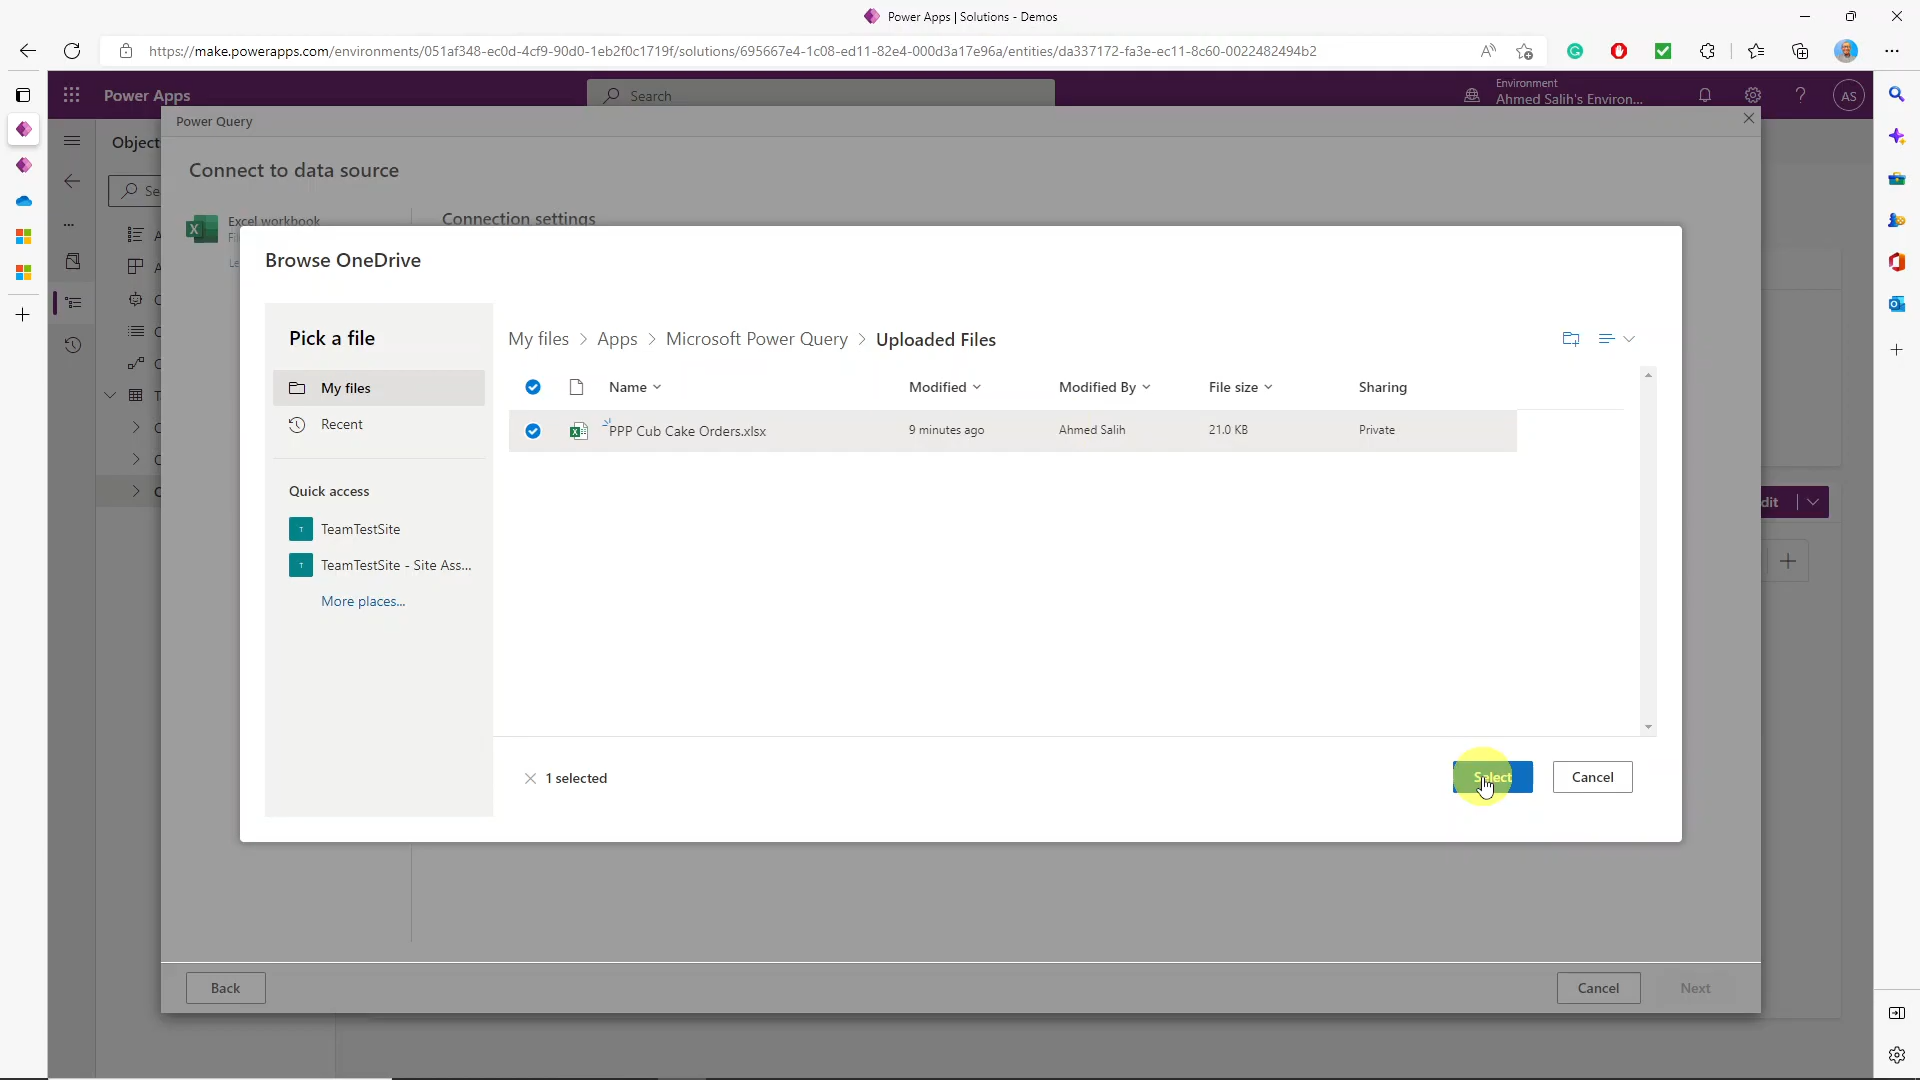 Power Apps | Solutions - Demos
https://make.powerapps.com/environments/051af348-ec0d-4cf9-90d0-1eb2f0c1719f/solutions/695667e4-1c08-ed11-82e4-000d3a17e96a/entities/da337172-fa3e-ec11-8c60-0022482494b2
Power Apps
Search
Environment
Ahmed Salih's Environ...
AS
Power Query
Object
Connect to data source
Se
Excel workbook
Connection settings
Browse OneDrive
Pick a file
My files > Apps > Microsoft Power Query > Uploaded Files
My files
Recent
Name Modified Modified By File size Sharing
PPP Cub Cake Orders.xlsx 9 minutes ago Ahmed Salih 21.0 KB Private
Quick access
TeamTestSite
TeamTestSite - Site Ass...
More places...
dit
1 selected
Select
Cancel
Back
Cancel
Next